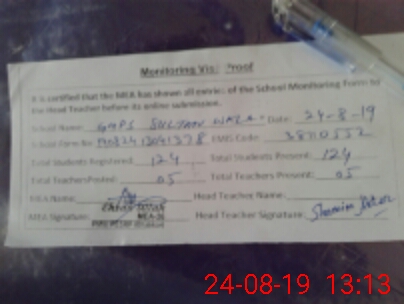 Monitoring Visit Proof
It is certified that the MEA has shown all entries of the School Monitoring Form to
the Head Teacher before its online submission.
School Name: GMPS SULTAN WALA Date: 24-8-19
School Form No. EMIS Code: 38110552
Total Students Registered: 124 Total Students Present: 124
Total Teachers Posted: 05 Total Teachers Present: 05
MEA Name: Head Teacher Name:
MEA Signature: MEA-36 Head Teacher Signature: Shamim Akhtar
24-08-19 13:13